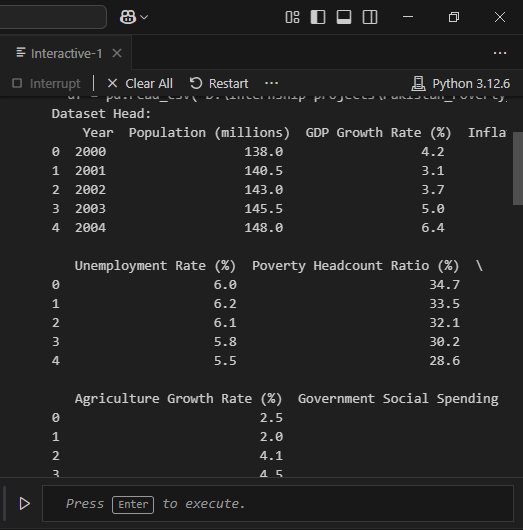 Interactive-1
Interrupt | Clear All Restart ... Python 3.12.6
Dataset Head:
Year Population (millions) GDP Growth Rate (%) Infla
0 2000 138.0 4.2
1 2001 140.5 3.1
2 2002 143.0 3.7
3 2003 145.5 5.0
4 2004 148.0 6.4
Unemployment Rate (%) Poverty Headcount Ratio (%) \
0 6.0 34.7
1 6.2 33.5
2 6.1 32.1
3 5.8 30.2
4 5.5 28.6
Agriculture Growth Rate (%) Government Social Spending
0 2.5
1 2.0
2 4.1
3 4.5
Press Enter to execute.